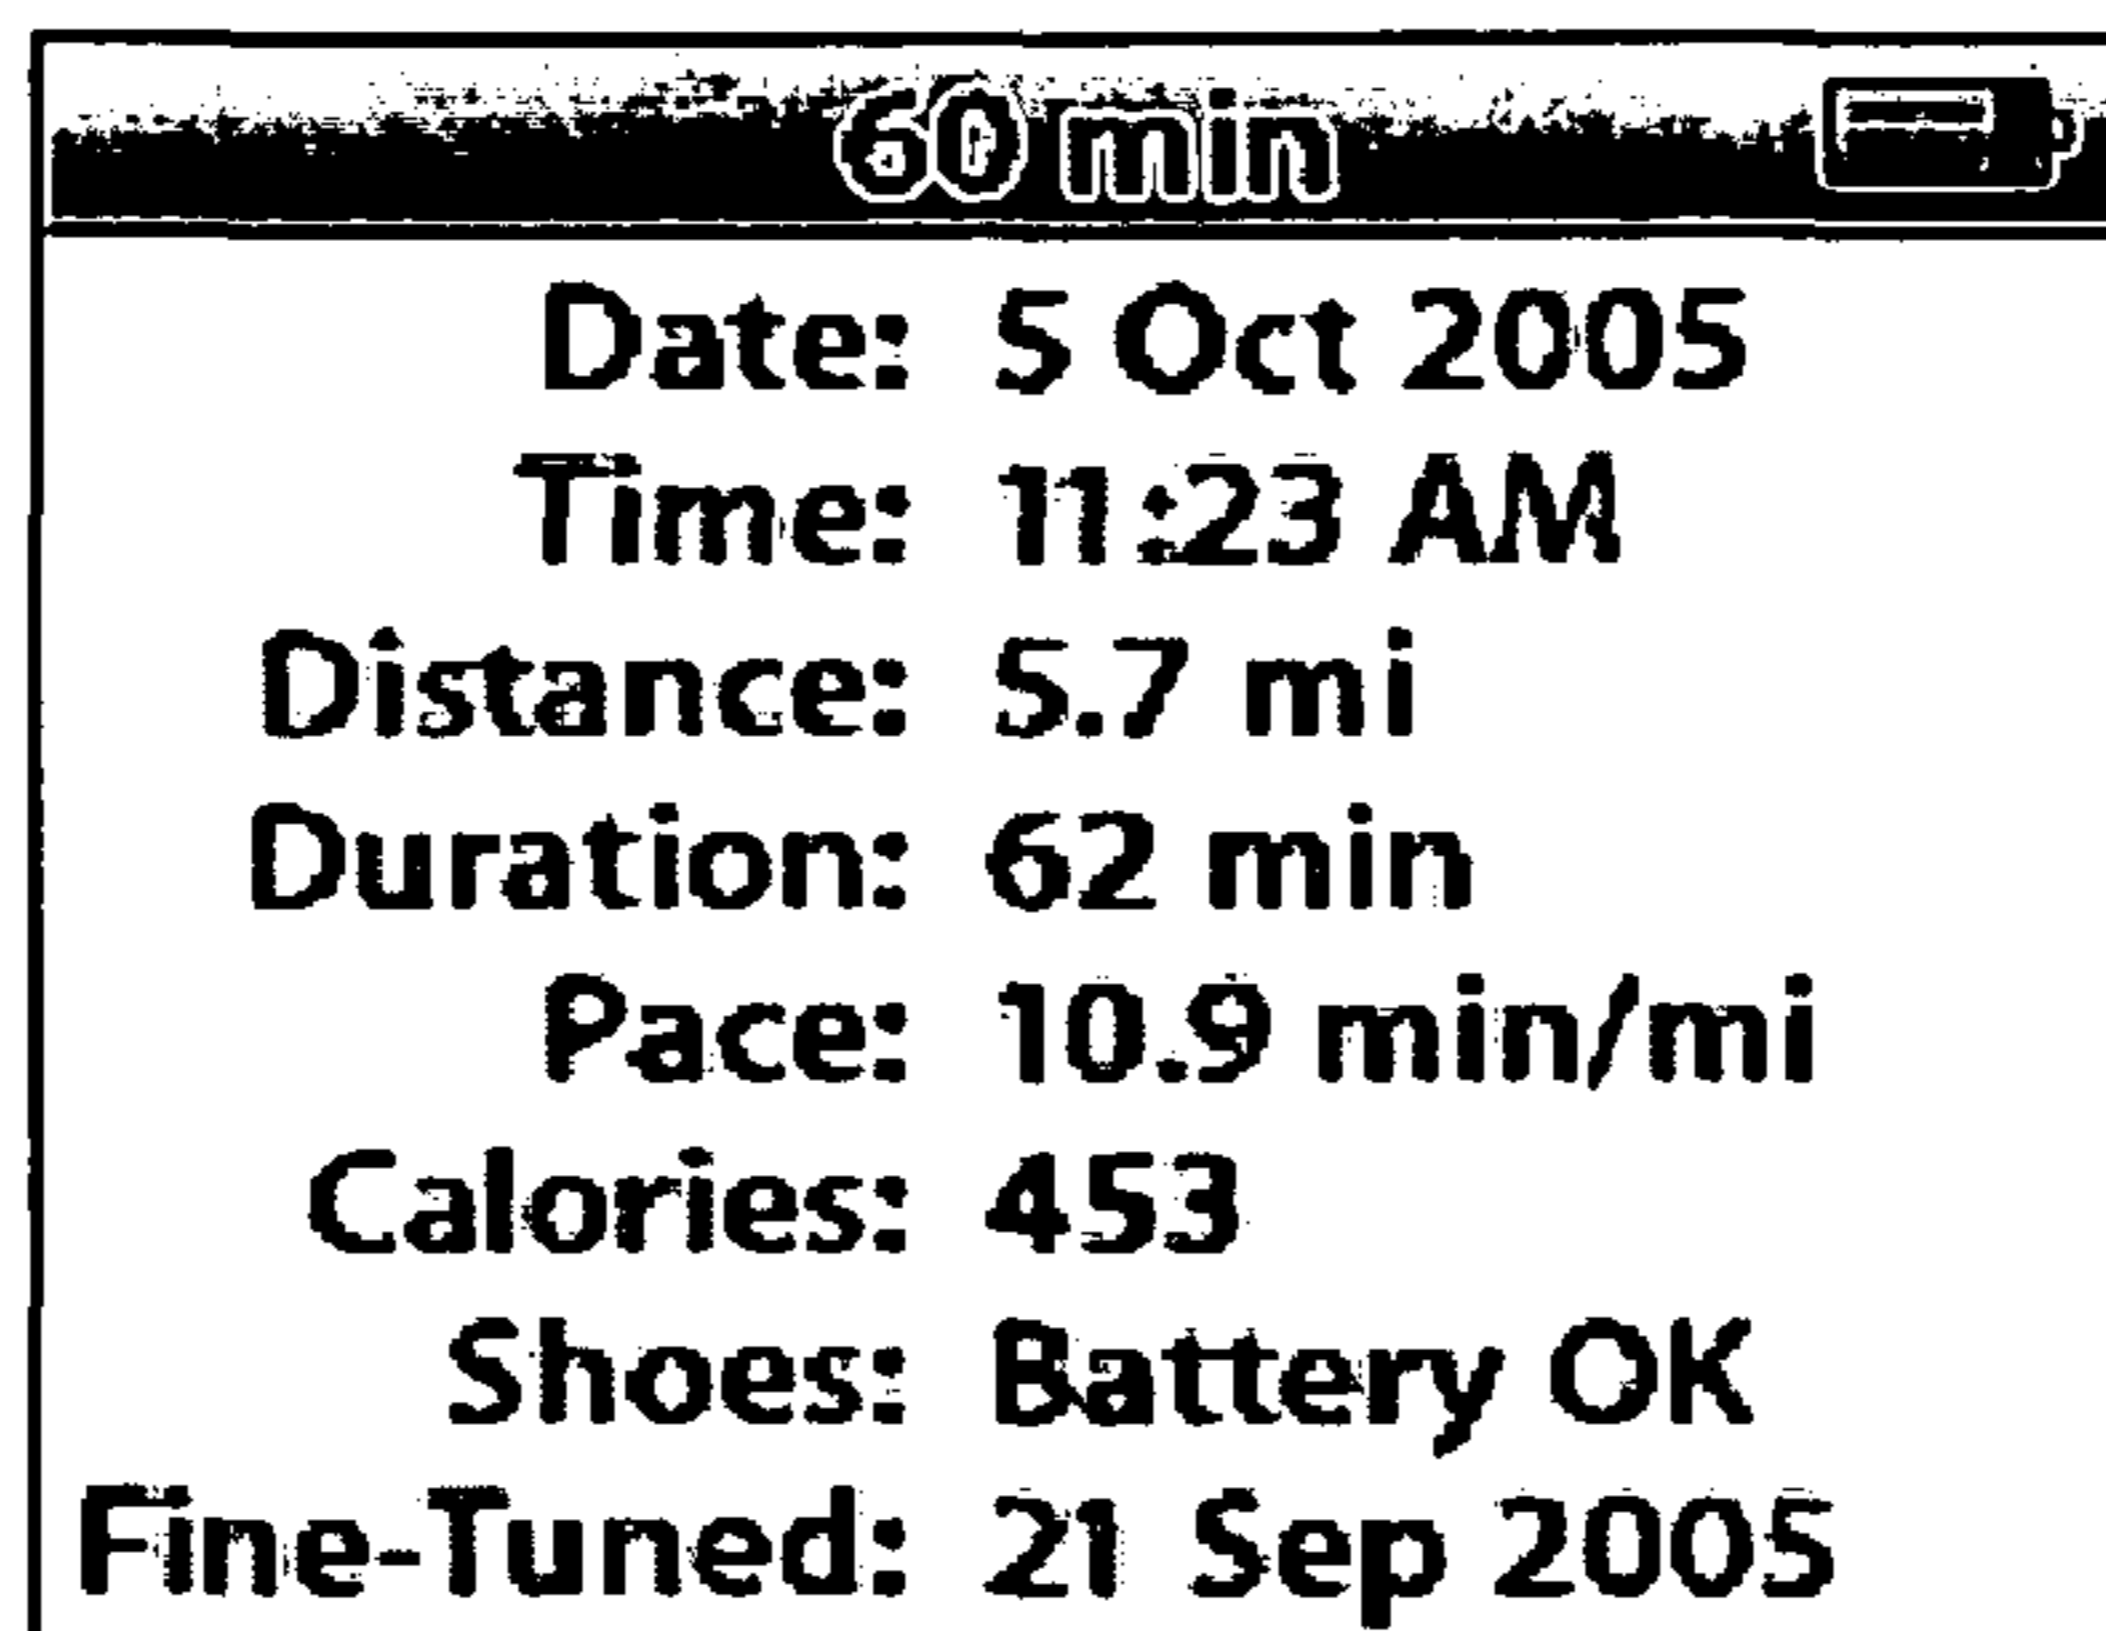 60 min
Date: 5 Oct 2005
Time: 11:23 AM
Distance: 5.7 mi
Duration: 62 min
Pace: 10.9 min/mi
Calories: 453
Shoes: Battery OK
Fine-Tuned: 21 Sep 2005